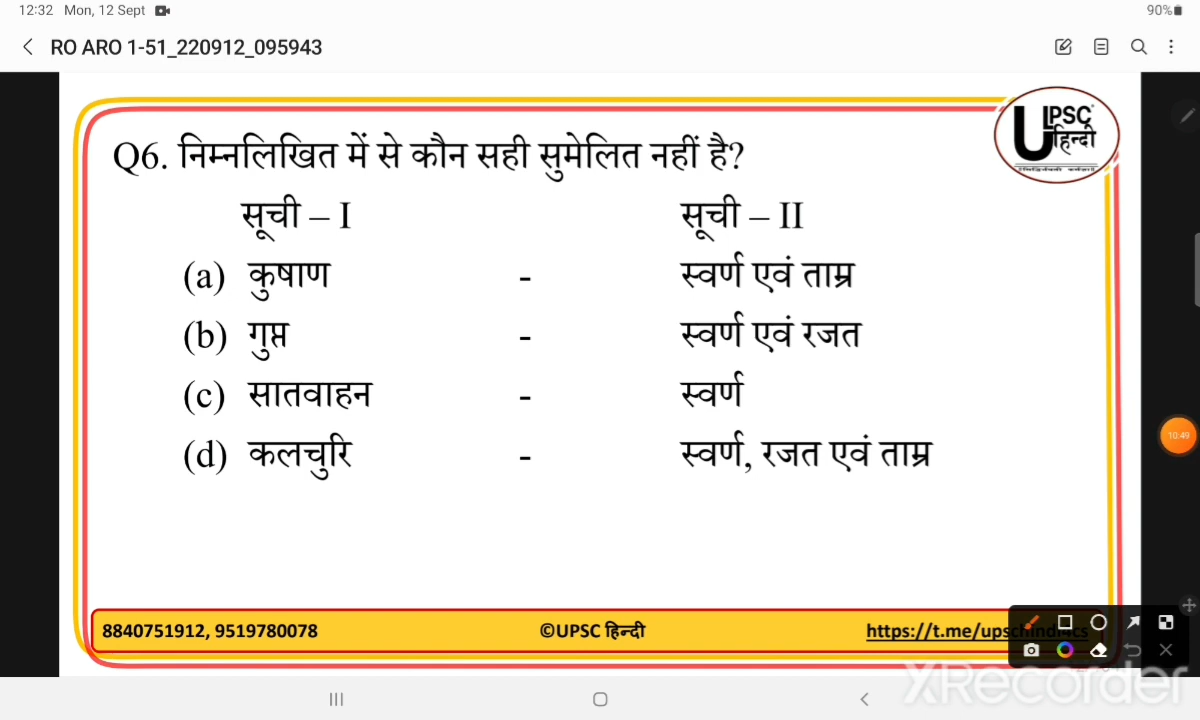 12:32 Mon, 12 Sept 90%
RO ARO 1-51_220912_095943
UPSC
हिन्दी
Q6. निम्नलिखित में से कौन सही सुमेलित नहीं है?
सूची – I सूची – II
(a) कुषाण - स्वर्ण एवं ताम्र
(b) गुप्त - स्वर्ण एवं रजत
(c) सातवाहन - स्वर्ण
(d) कलचुरि - स्वर्ण, रजत एवं ताम्र
10:49
8840751912, 9519780078 ©UPSC हिन्दी https://t.me/upschindi4cs
XRecorder